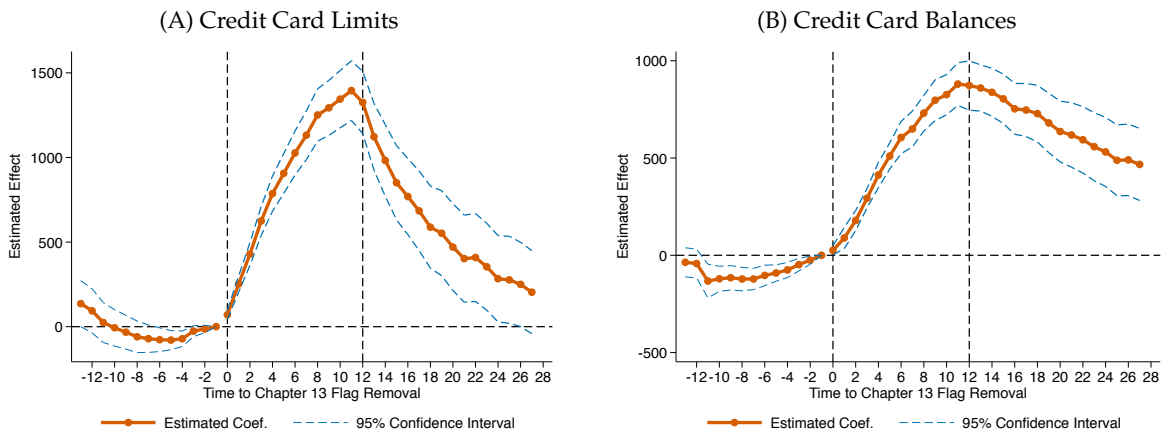 (A) Credit Card Limits
Estimated Effect
1500
1000
500
0
-12 -10 -8 -6 -4 -2 0 2 4 6 8 10 12 14 16 18 20 22 24 26 28
Time to Chapter 13 Flag Removal
Estimated Coef. 95% Confidence Interval
(B) Credit Card Balances
Estimated Effect
1000
500
0
-500
-12 -10 -8 -6 -4 -2 0 2 4 6 8 10 12 14 16 18 20 22 24 26 28
Time to Chapter 13 Flag Removal
Estimated Coef. 95% Confidence Interval